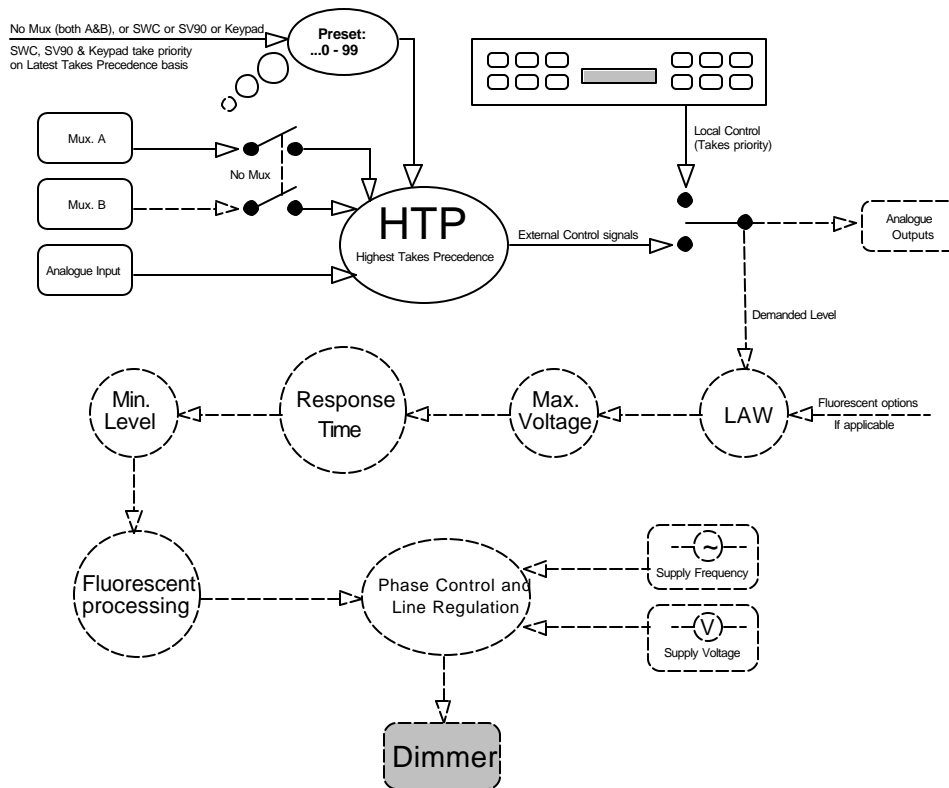 No Mux (both A&B), or SWC or SV90 or Keypad
SWC, SV90 & Keypad take priority
on Latest Takes Precedence basis
Preset:
...0 - 99
Mux. A
No Mux
Mux. B
Analogue Input
HTP
Highest Takes Precedence
External Control signals
Local Control
(Takes priority)
Analogue
Outputs
Demanded Level
Min.
Level
Response
Time
Max.
Voltage
LAW
Fluorescent options
If applicable
Fluorescent
processing
Phase Control and
Line Regulation
~
Supply Frequency
V
Supply Voltage
Dimmer